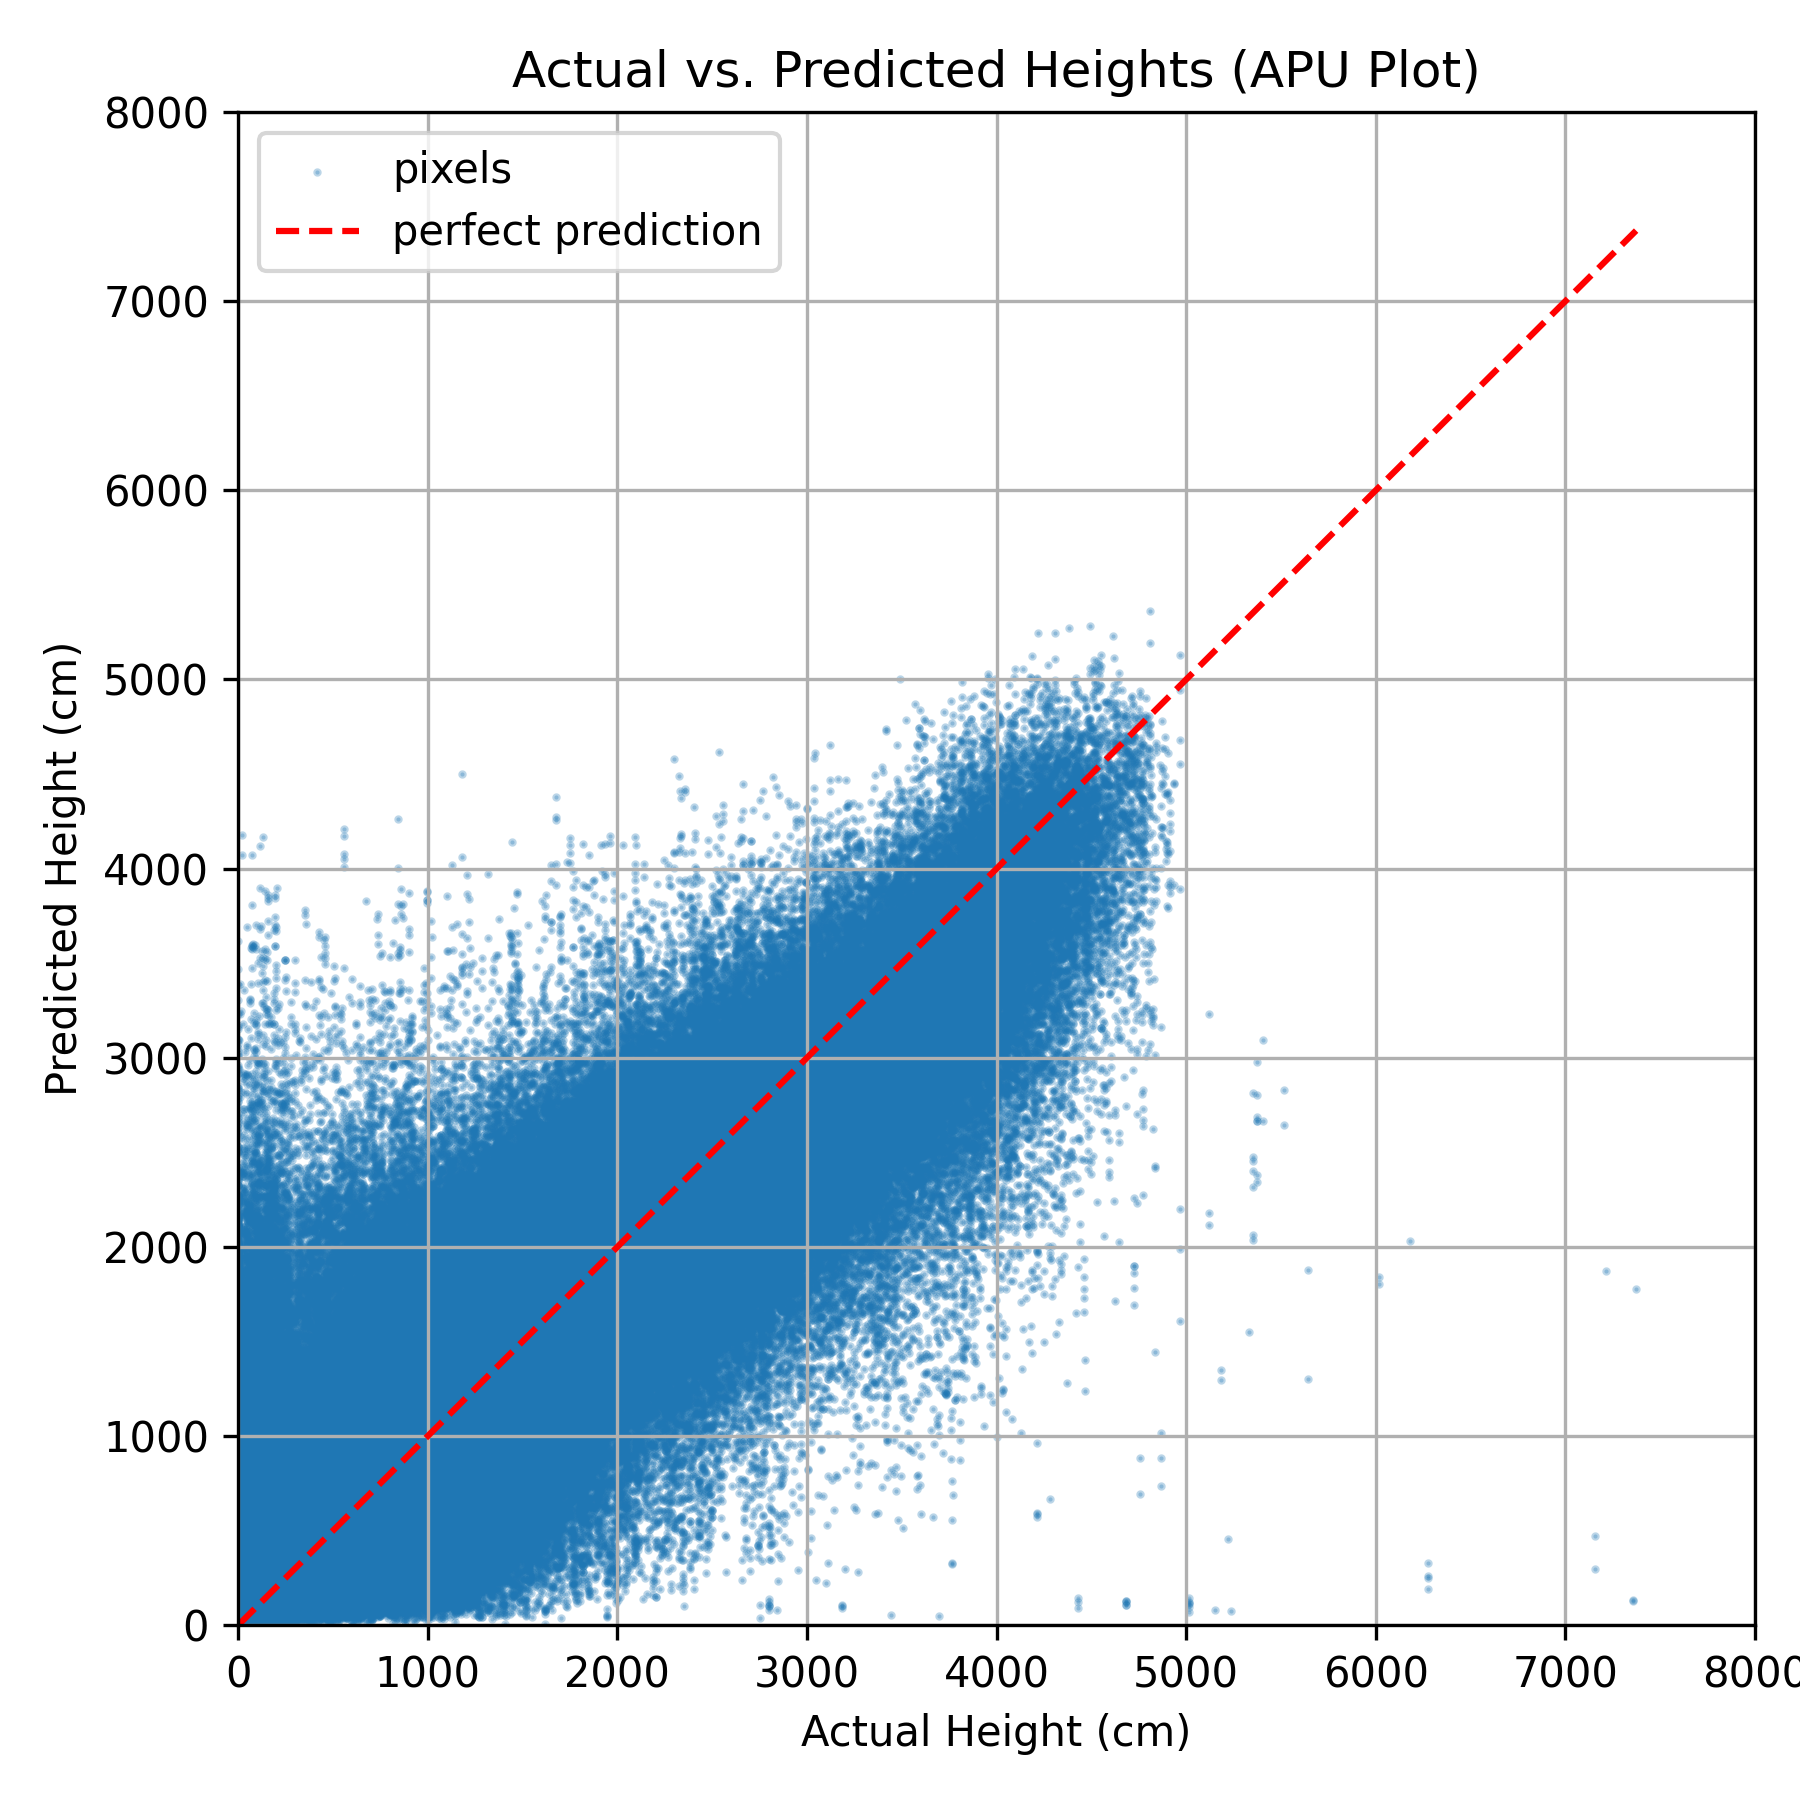 Actual vs. Predicted Heights (APU Plot)
pixels
perfect prediction
8000
7000
6000
5000
4000
3000
2000
1000
0
Predicted Height (cm)
0 1000 2000 3000 4000 5000 6000 7000 8000
Actual Height (cm)